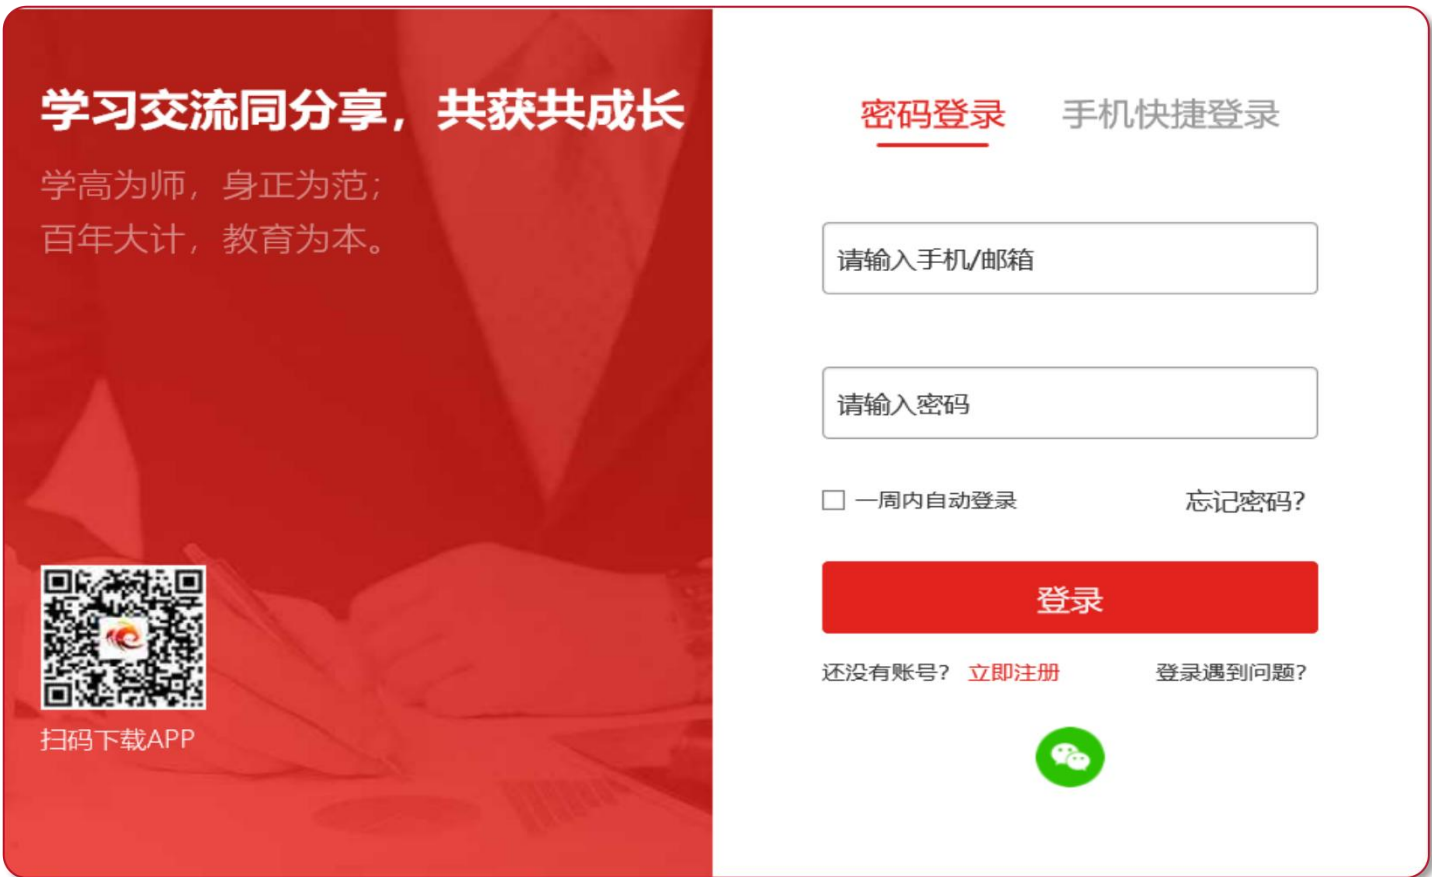 学习交流同分享，共获共成长
学高为师，身正为范；
百年大计，教育为本。
扫码下载APP
密码登录 手机快捷登录
请输入手机/邮箱
请输入密码
一周内自动登录 忘记密码?
登录
还没有账号? 立即注册 登录遇到问题?